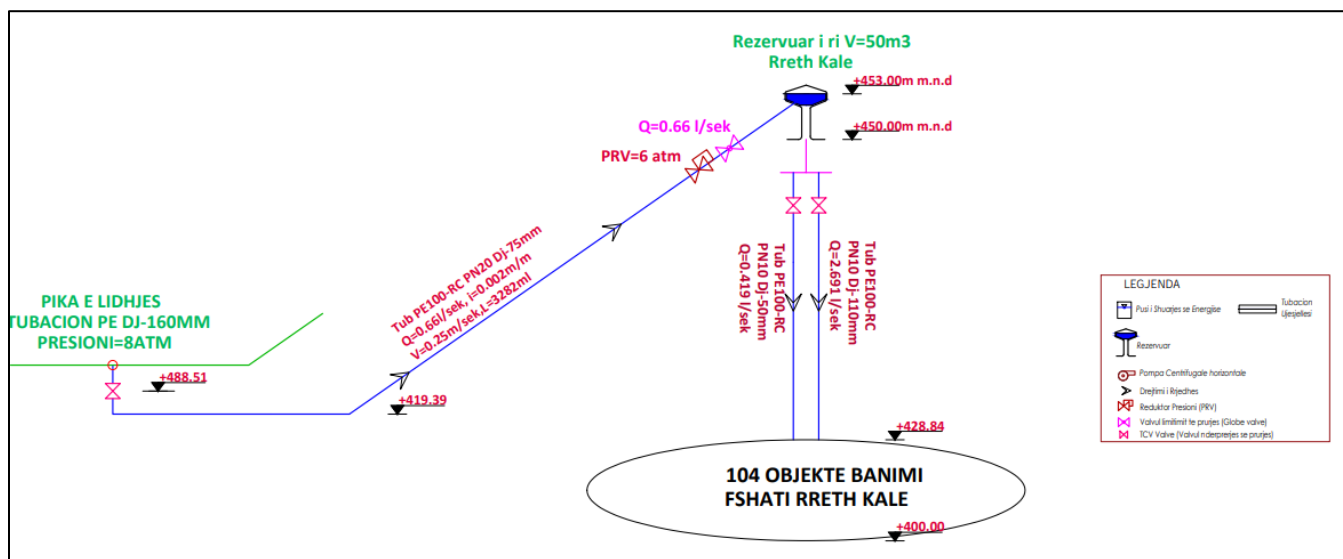 Rezervuar i ri V=50m3
Rreth Kale
+453.00m m.n.d
+450.00m m.n.d
Q=0.66 l/sek
PRV=6 atm
Tub PE100-RC PN20 Dj-75mm
Q=0.66l/sek, i=0.002m/m
V=0.25m/sek,L=3282ml
Tub PE100-RC
PN10 Dj-50mm
Q=0.419 l/sek
Tub PE100-RC
PN10 Dj-110mm
Q=2.691 l/sek
PIKA E LIDHJES
TUBACION PE DJ-160MM
PRESIONI=8ATM
+488.51
+419.39
+428.84
104 OBJEKTE BANIMI
FSHATI RRETH KALE
+400.00
LEGJENDA
Pusi i Shuarjes se Energjise
Tubacion
Ujesjellesi
Rezervuar
Pompa Centrifugale horizontale
Drejtimi i Rrjedhes
Reduktor Presioni (PRV)
Valvul limitimit te prurjes (Globe valve)
TCV Valve (Valvul nderprerjes se prurjes)